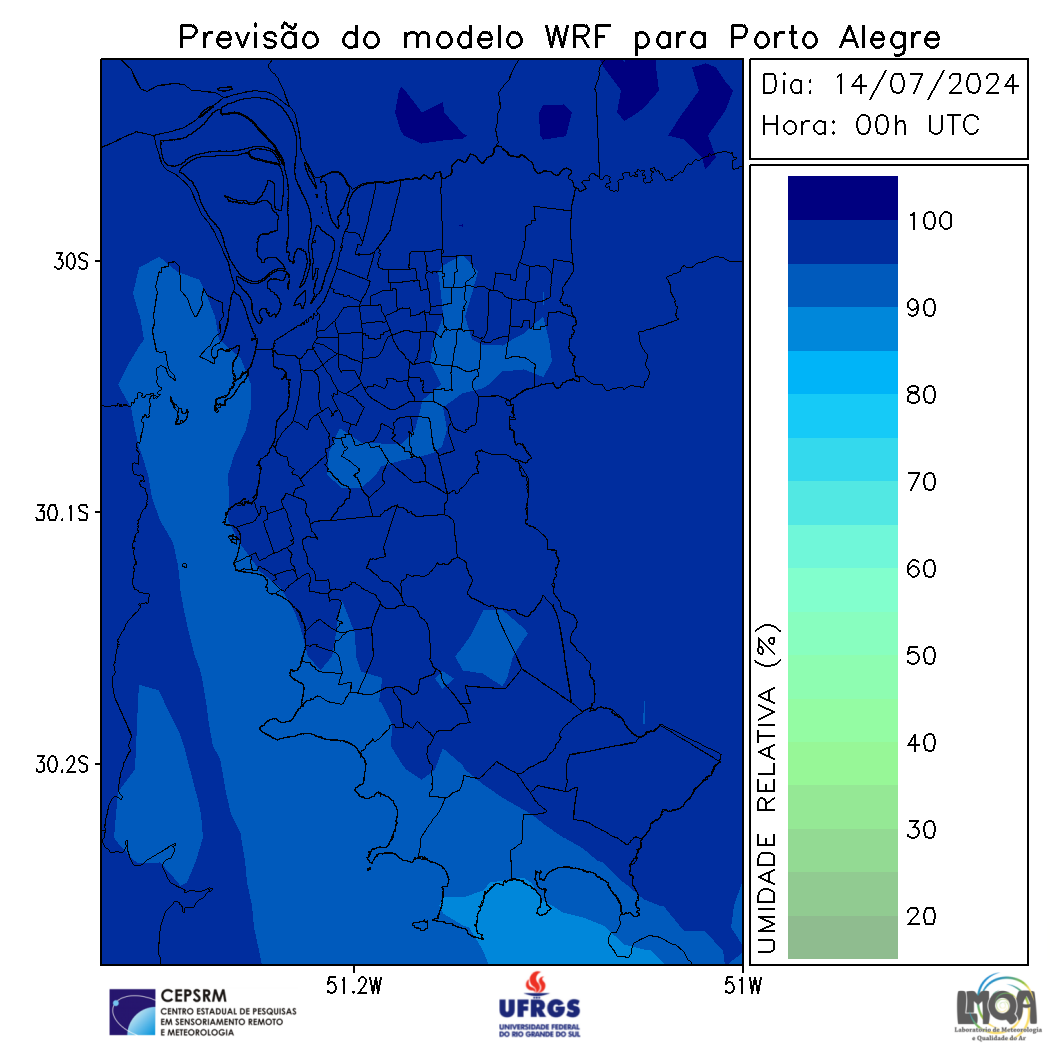 Previsão do modelo WRF para Porto Alegre
Dia: 14/07/2024
Hora: 00h UTC
30S
30.1S
30.2S
51.2W
51W
100
90
80
70
60
50
40
30
20
UMIDADE RELATIVA (%)
CEPSRM
CENTRO ESTADUAL DE PESQUISAS
EM SENSORIAMENTO REMOTO
E METEOROLOGIA
UFRGS
UNIVERSIDADE FEDERAL
DO RIO GRANDE DO SUL
LMQA
Laboratório de Meteorologia
e Qualidade do Ar